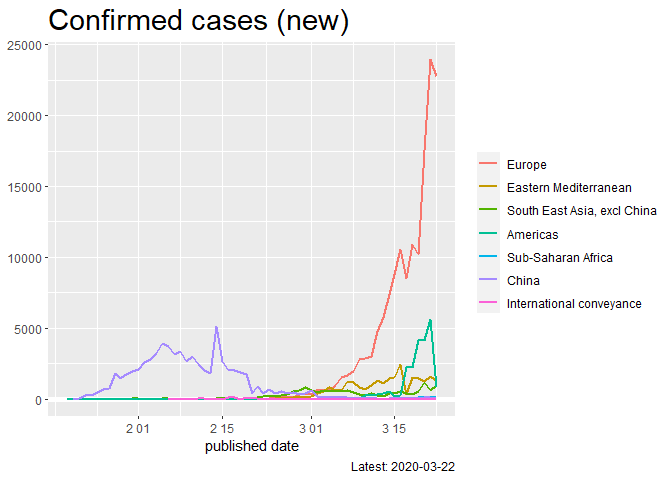 Confirmed cases (new)
25000
20000
15000
10000
5000
0
2 01 2 15 3 01 3 15
published date
Europe
Eastern Mediterranean
South East Asia, excl China
Americas
Sub-Saharan Africa
China
International conveyance
Latest: 2020-03-22